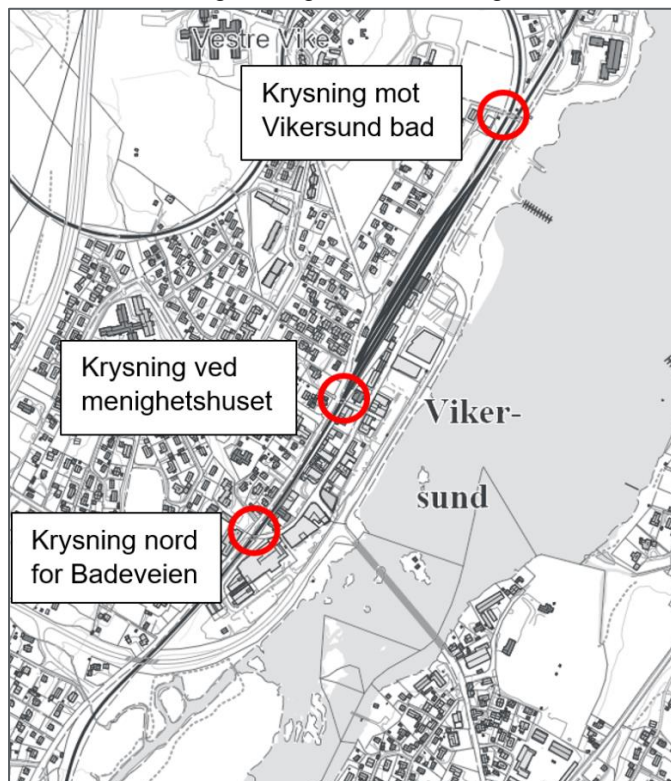 Vestre Vike
Krysning mot
Vikersund bad
Krysning ved
menighetshuset
Viker-
sund
Krysning nord
for Badeveien